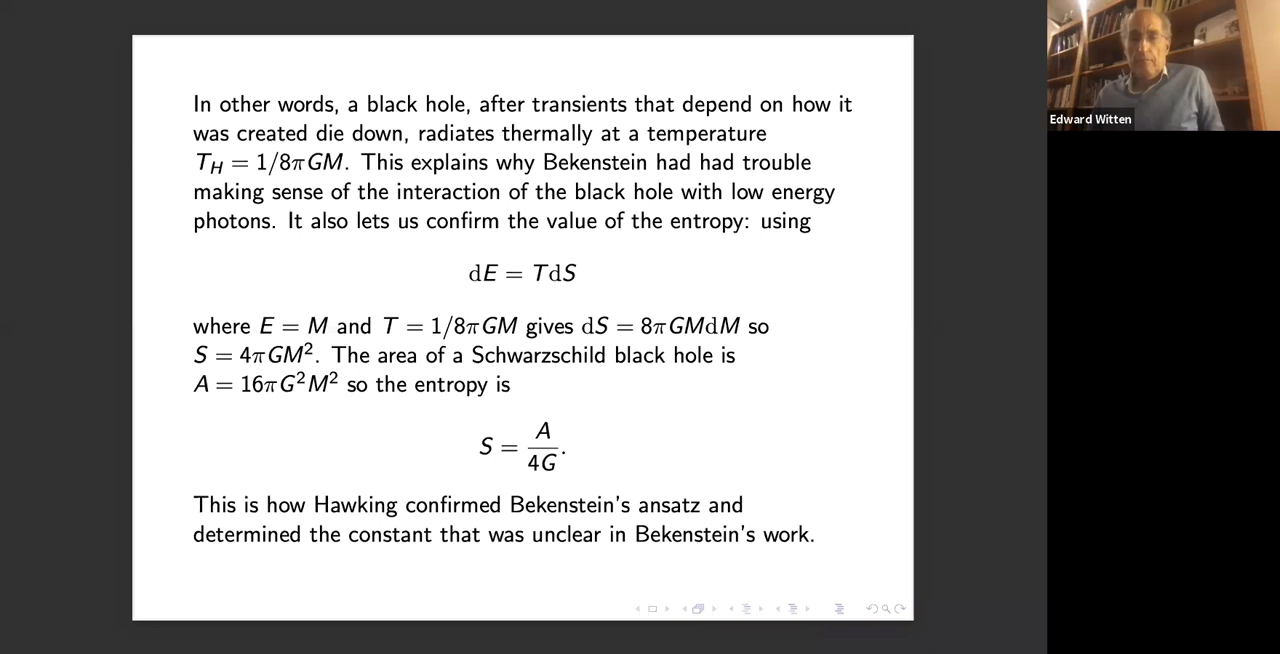 In other words, a black hole, after transients that depend on how it
was created die down, radiates thermally at a temperature
T_H = 1/8πGM. This explains why Bekenstein had had trouble
making sense of the interaction of the black hole with low energy
photons. It also lets us confirm the value of the entropy: using
dE = TdS
where E = M and T = 1/8πGM gives dS = 8πGMdM so
S = 4πGM². The area of a Schwarzschild black hole is
A = 16πG²M² so the entropy is
S = A/4G.
This is how Hawking confirmed Bekenstein's ansatz and
determined the constant that was unclear in Bekenstein's work.
Edward Witten